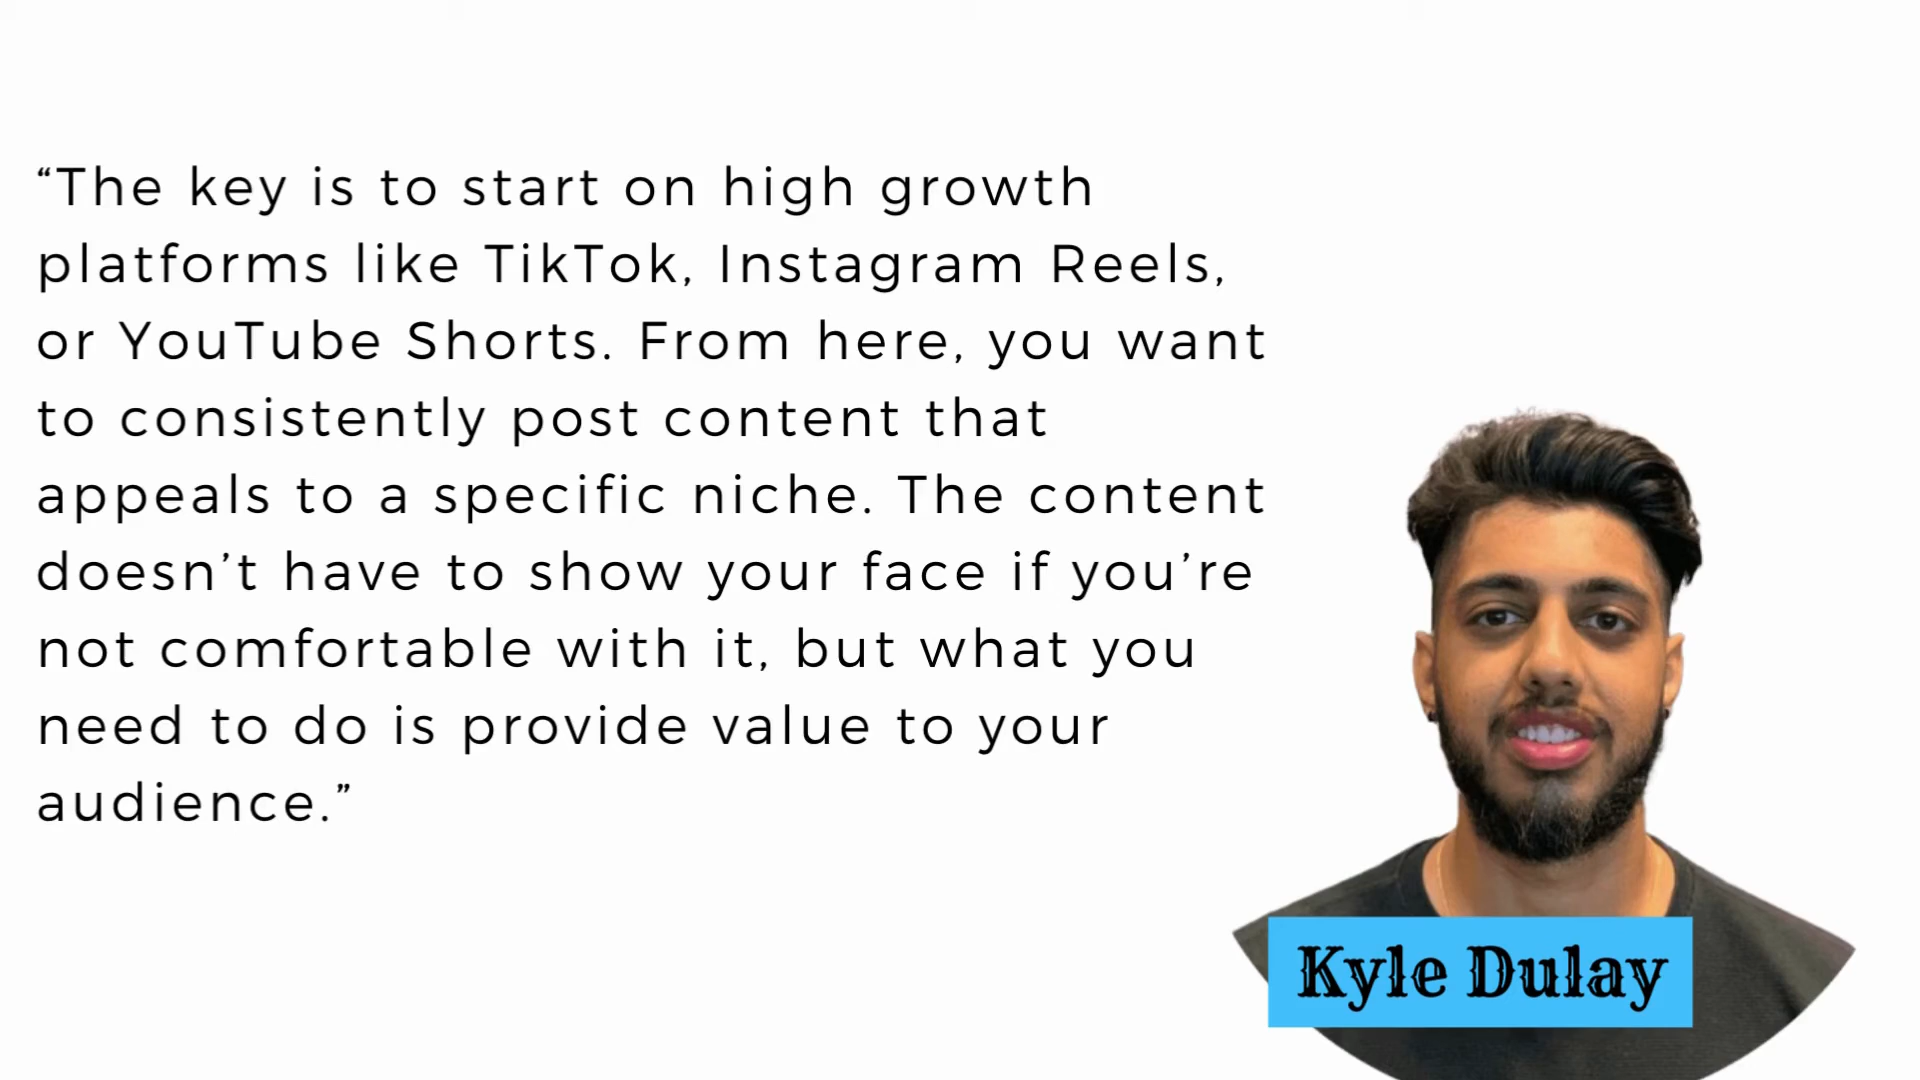 “The key is to start on high growth
platforms like TikTok, Instagram Reels,
or YouTube Shorts. From here, you want
to consistently post content that
appeals to a specific niche. The content
doesn’t have to show your face if you’re
not comfortable with it, but what you
need to do is provide value to your
audience.”
Kyle Dulay